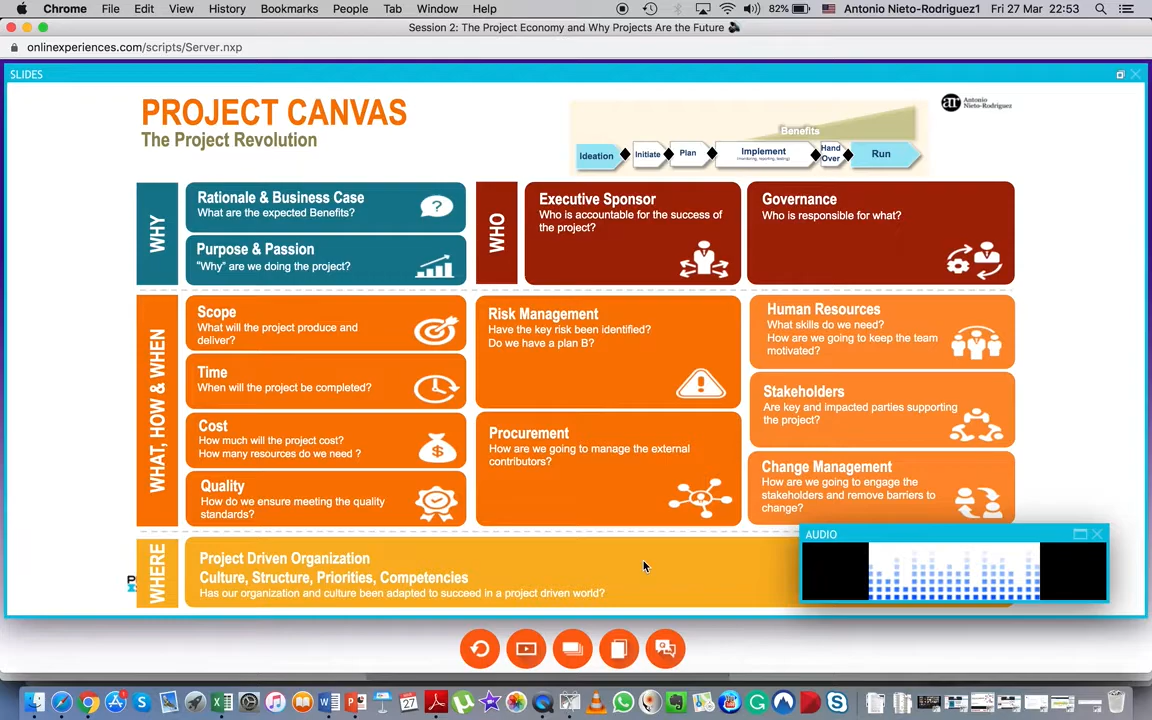 Chrome File Edit View History Bookmarks People Tab Window Help 82% Antonio Nieto-Rodriguez1 Fri 27 Mar 22:53
Session 2: The Project Economy and Why Projects Are the Future
onlinexperiences.com/scripts/Server.nxp
SLIDES
PROJECT CANVAS
The Project Revolution
Antonio
Nieto-Rodriguez
Benefits
Ideation
Initiate
Plan
Implement
Hand
Over
Run
WHY
Rationale & Business Case
What are the expected Benefits?
Purpose & Passion
"Why" are we doing the project?
WHO
Executive Sponsor
Who is accountable for the success of
the project?
Governance
Who is responsible for what?
WHAT, HOW & WHEN
Scope
What will the project produce and
deliver?
Time
When will the project be completed?
Cost
How much will the project cost?
How many resources do we need ?
Quality
How do we ensure meeting the quality
standards?
Risk Management
Have the key risk been identified?
Do we have a plan B?
Procurement
How are we going to manage the external
contributors?
Human Resources
What skills do we need?
How are we going to keep the team
motivated?
Stakeholders
Are key and impacted parties supporting
the project?
Change Management
How are we going to engage the
stakeholders and remove barriers to
change?
WHERE
Project Driven Organization
Culture, Structure, Priorities, Competencies
Has our organization and culture been adapted to succeed in a project driven world?
AUDIO